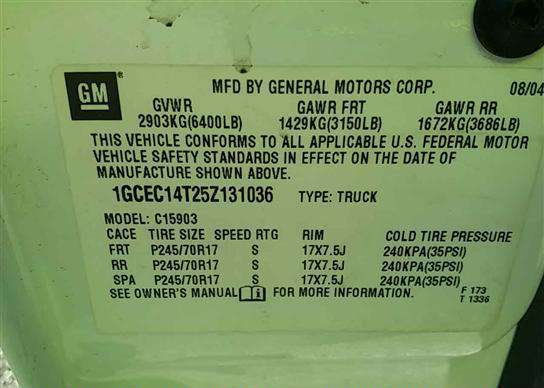 GM
MFD BY GENERAL MOTORS CORP. 08/04
GVWR GAWR FRT GAWR RR
2903KG(6400LB) 1429KG(3150LB) 1672KG(3686LB)
THIS VEHICLE CONFORMS TO ALL APPLICABLE U.S. FEDERAL MOTOR
VEHICLE SAFETY STANDARDS IN EFFECT ON THE DATE OF
MANUFACTURE SHOWN ABOVE.
1GCEC14T25Z131036 TYPE: TRUCK
MODEL: C15903
CACE TIRE SIZE SPEED RTG RIM COLD TIRE PRESSURE
FRT P245/70R17 S 17X7.5J 240KPA(35PSI)
RR P245/70R17 S 17X7.5J 240KPA(35PSI)
SPA P245/70R17 S 17X7.5J 240KPA(35PSI)
SEE OWNER'S MANUAL FOR MORE INFORMATION. F 173
T 1336